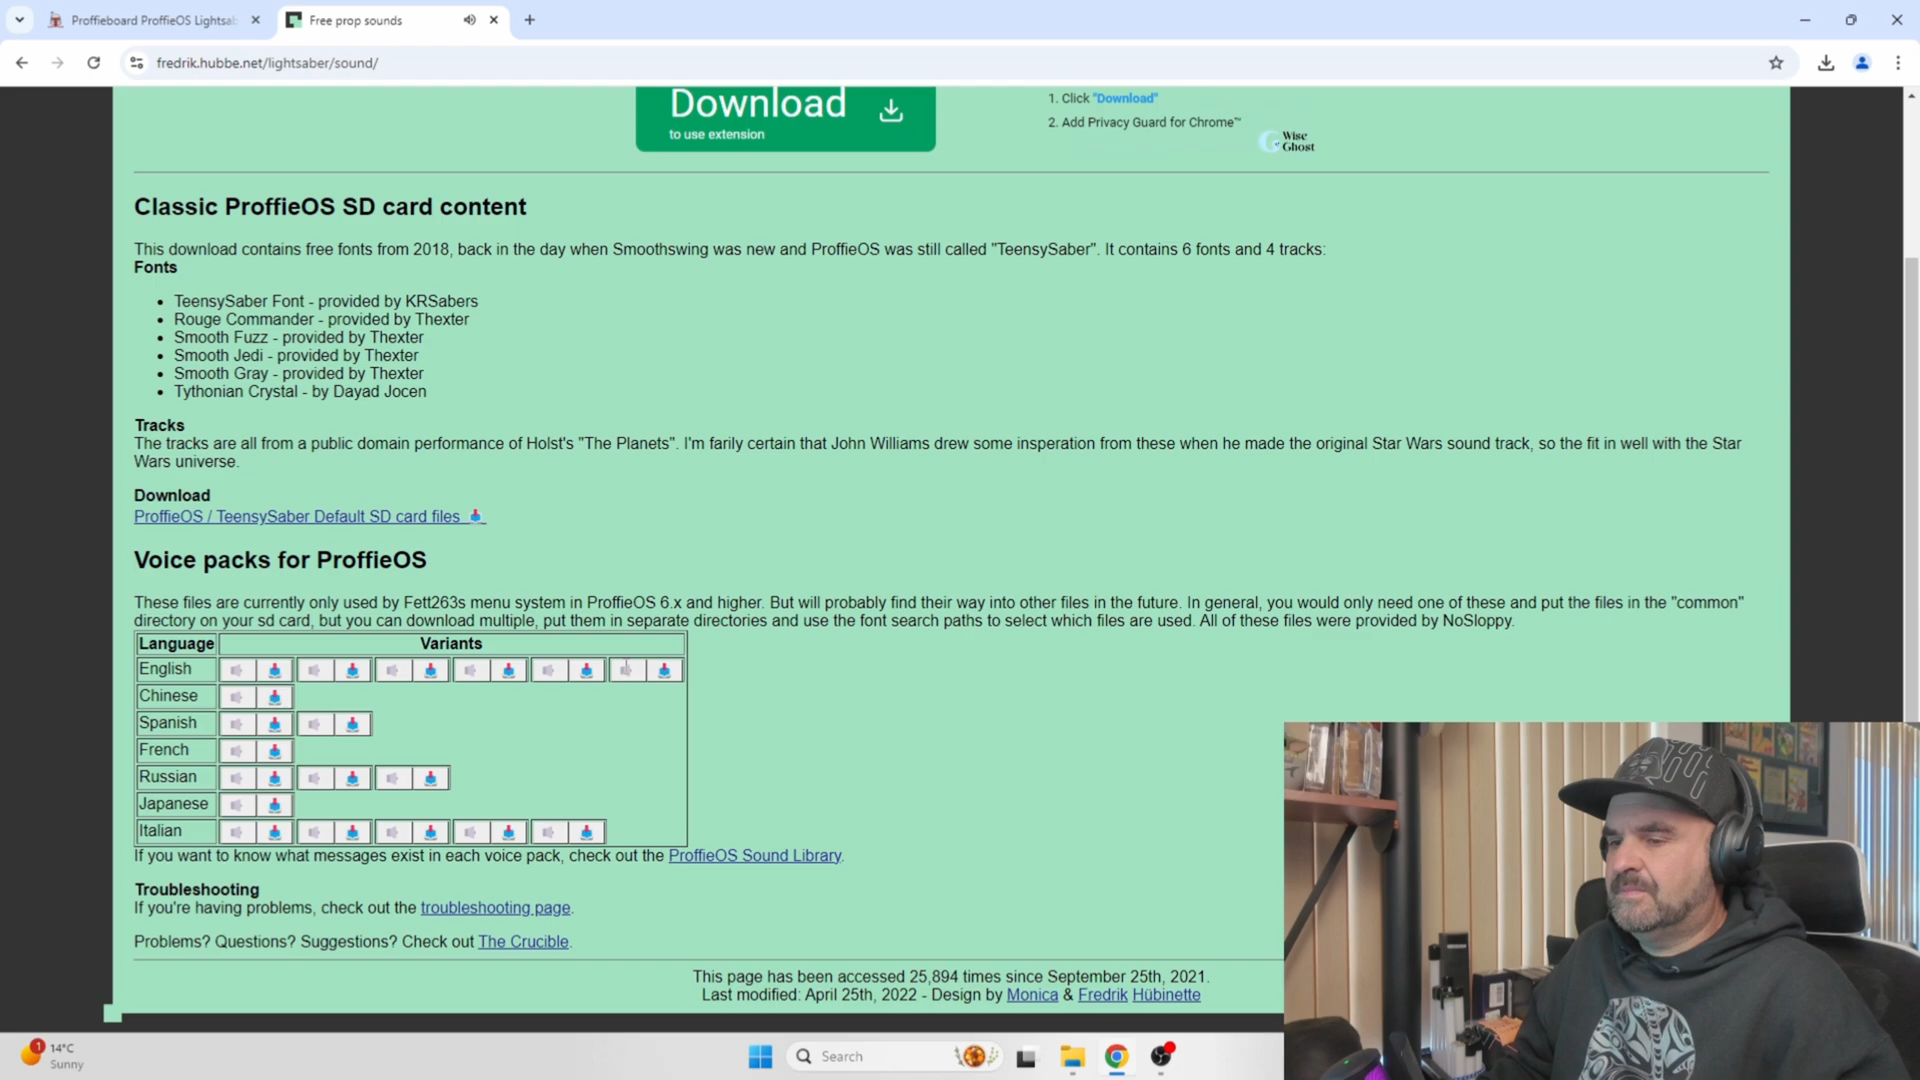 Proffieboard ProffieOS Lightsab
Free prop sounds
fredrik.hubbe.net/lightsaber/sound/
Download
to use extension
1. Click "Download"
2. Add Privacy Guard for Chrome™
Wise
Ghost
Classic ProffieOS SD card content
This download contains free fonts from 2018, back in the day when Smoothswing was new and ProffieOS was still called "TeensySaber". It contains 6 fonts and 4 tracks:
Fonts
• TeensySaber Font - provided by KRSabers
• Rouge Commander - provided by Thexter
• Smooth Fuzz - provided by Thexter
• Smooth Jedi - provided by Thexter
• Smooth Gray - provided by Thexter
• Tythonian Crystal - by Dayad Jocen
Tracks
The tracks are all from a public domain performance of Holst's "The Planets". I'm farily certain that John Williams drew some insperation from these when he made the original Star Wars sound track, so the fit in well with the Star
Wars universe.
Download
ProffieOS / TeensySaber Default SD card files
Voice packs for ProffieOS
These files are currently only used by Fett263s menu system in ProffieOS 6.x and higher. But will probably find their way into other files in the future. In general, you would only need one of these and put the files in the "common"
directory on your sd card, but you can download multiple, put them in separate directories and use the font search paths to select which files are used. All of these files were provided by NoSloppy.
Language Variants
English
Chinese
Spanish
French
Russian
Japanese
Italian
If you want to know what messages exist in each voice pack, check out the ProffieOS Sound Library.
Troubleshooting
If you're having problems, check out the troubleshooting page.
Problems? Questions? Suggestions? Check out The Crucible.
This page has been accessed 25,894 times since September 25th, 2021.
Last modified: April 25th, 2022 - Design by Monica & Fredrik Hübinette
1
14°C
Sunny
Search